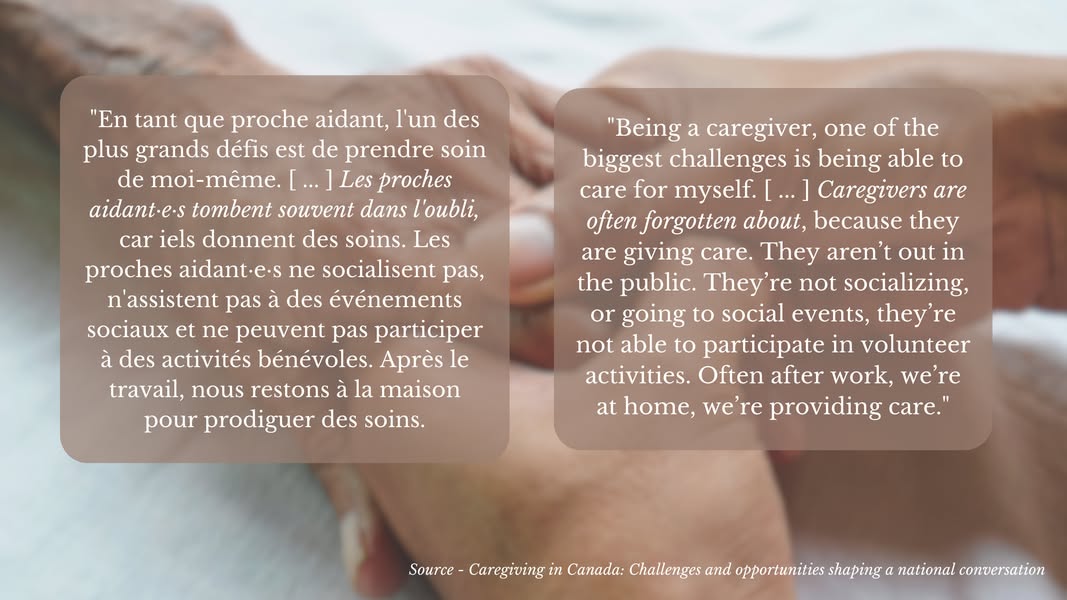 "En tant que proche aidant, l'un des
plus grands défis est de prendre soin
de moi-même. [ ... ] Les proches
aidant·e·s tombent souvent dans l'oubli,
car iels donnent des soins. Les
proches aidant·e·s ne socialisent pas,
n'assistent pas à des événements
sociaux et ne peuvent pas participer
à des activités bénévoles. Après le
travail, nous restons à la maison
pour prodiguer des soins.
"Being a caregiver, one of the
biggest challenges is being able to
care for myself. [ ... ] Caregivers are
often forgotten about, because they
are giving care. They aren’t out in
the public. They’re not socializing,
or going to social events, they’re
not able to participate in volunteer
activities. Often after work, we’re
at home, we’re providing care."
Source - Caregiving in Canada: Challenges and opportunities shaping a national conversation